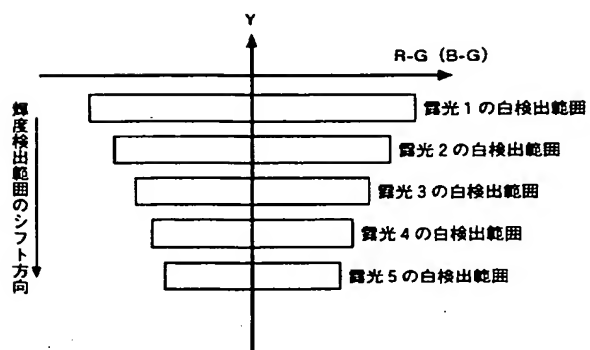 Y
R-G (B-G)
露光1の白検出範囲
露光2の白検出範囲
露光3の白検出範囲
露光4の白検出範囲
露光5の白検出範囲
輝度検出範囲のシフト方向